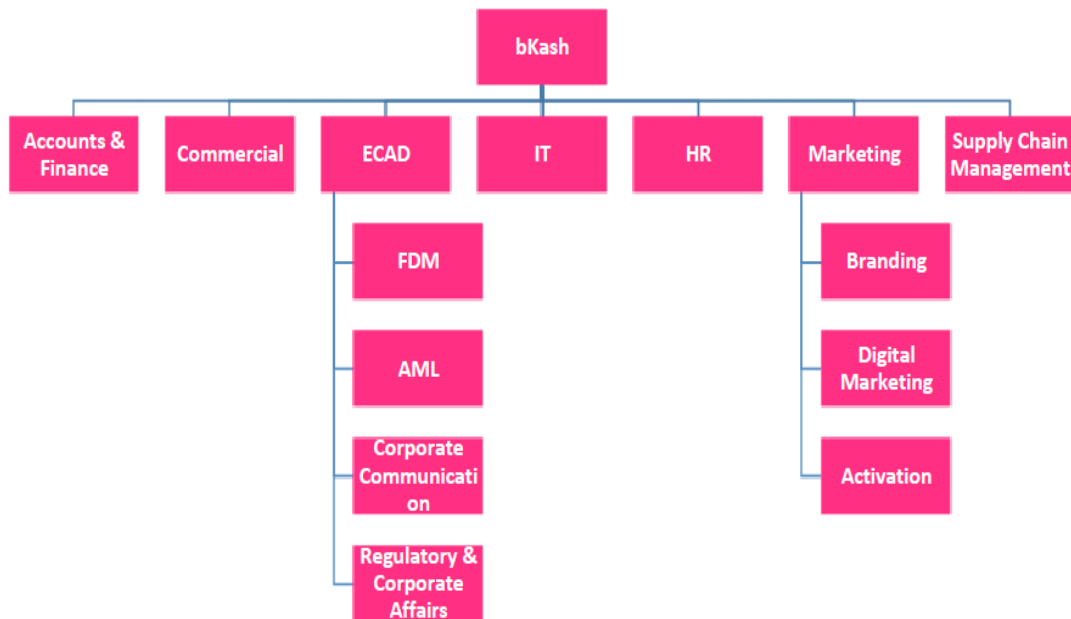 bKash
Accounts &
Finance
Commercial
ECAD
IT
HR
Marketing
Supply Chain
Management
FDM
AML
Corporate
Communicati
on
Regulatory &
Corporate
Affairs
Branding
Digital
Marketing
Activation